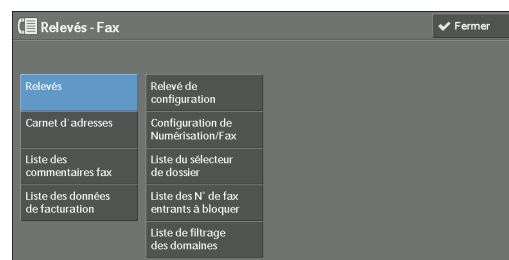 Relevés - Fax
Fermer
Relevés
Carnet d'adresses
Liste des
commentaires fax
Liste des données
de facturation
Relevé de
configuration
Configuration de
Numérisation/Fax
Liste du sélecteur
de dossier
Liste des N° de fax
entrants à bloquer
Liste de filtrage
des domaines